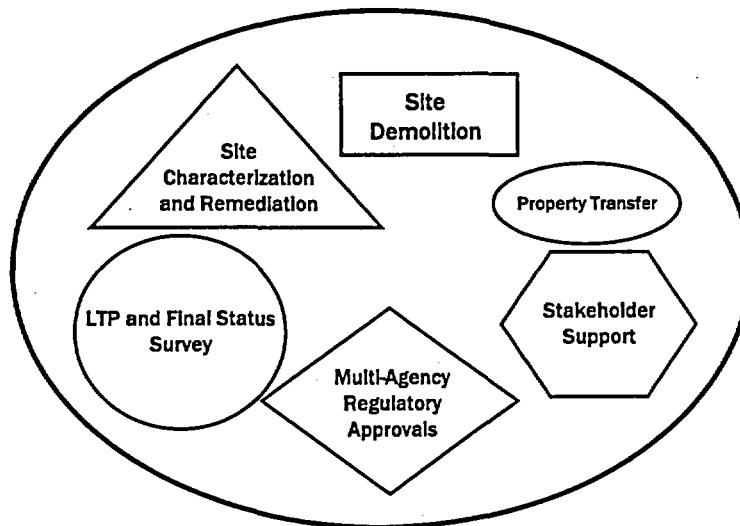 Site
Demolition
Site
Characterization
and Remediation
Property Transfer
LTP and Final Status
Survey
Stakeholder
Support
Multi-Agency
Regulatory
Approvals